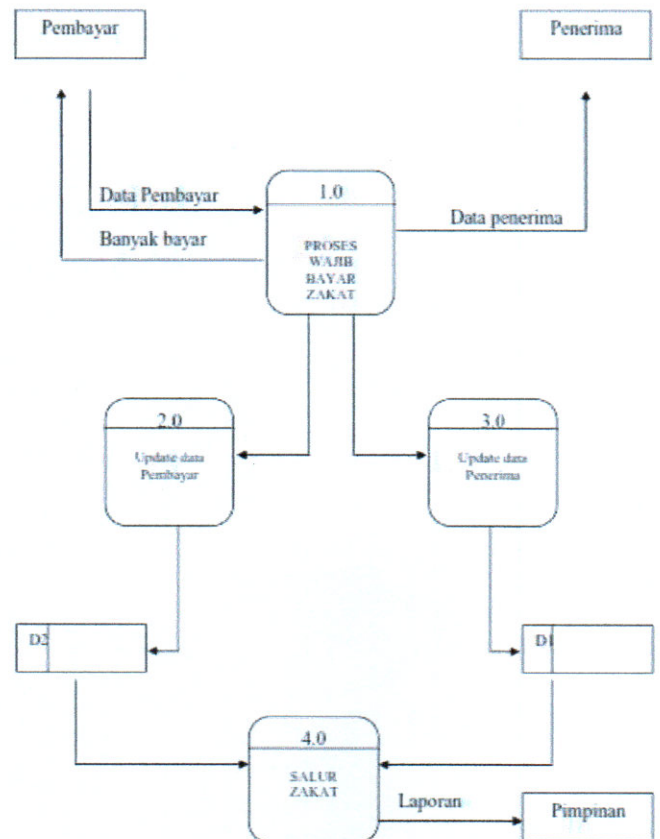 Pembayar
Penerima
Data Pembayar
Banyak bayar
1.0
PROSES
WAJIB
BAYAR
ZAKAT
Data penerima
2.0
Update data
Pembayar
3.0
Update data
Penerima
D2
D1
4.0
SALUR
ZAKAT
Laporan
Pimpinan